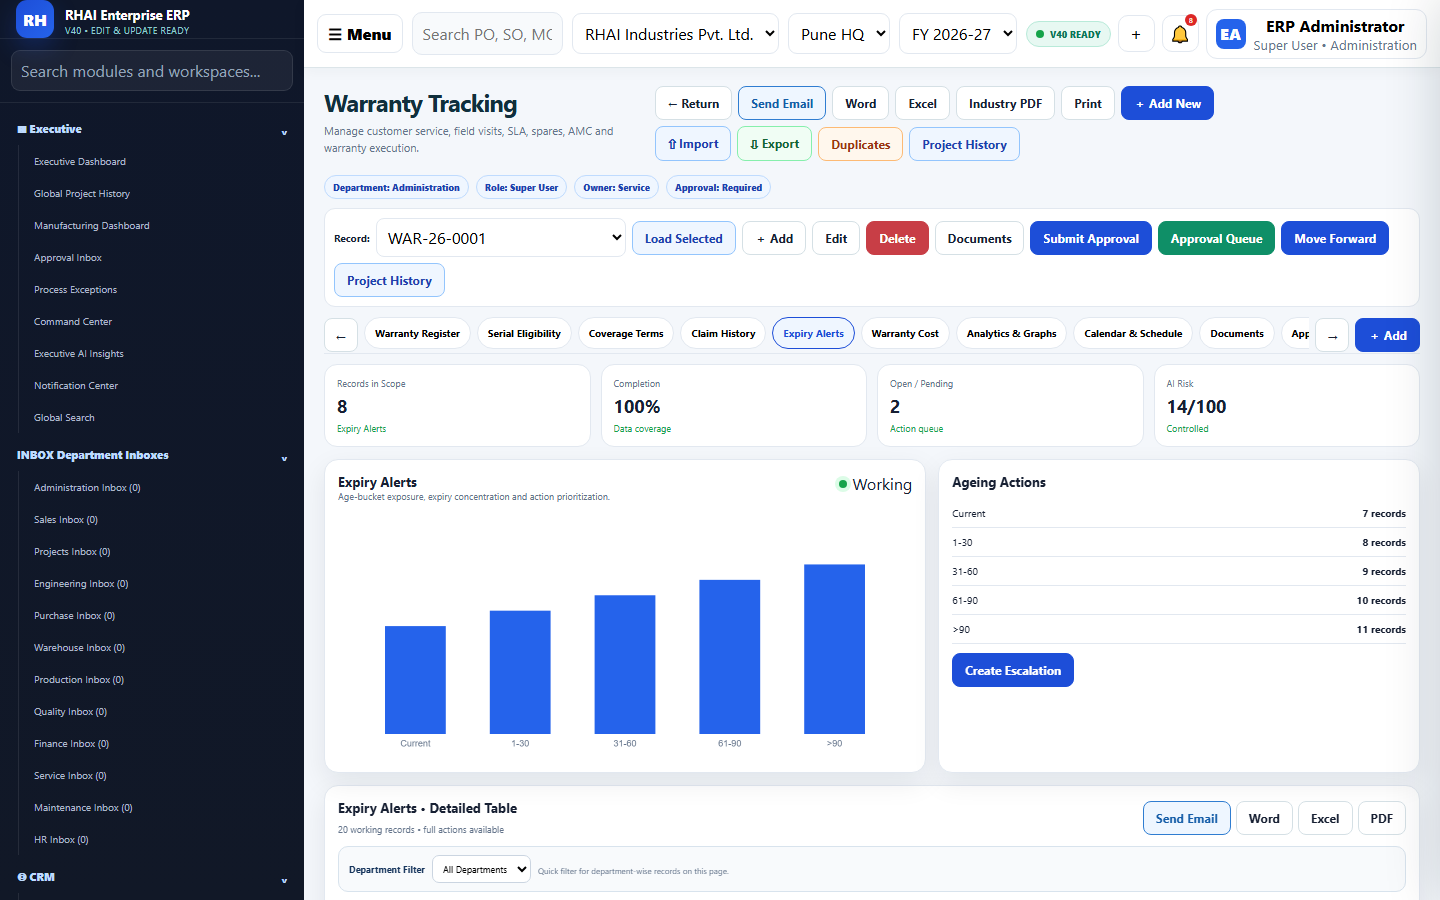 RH
RHAI Enterprise ERP
V40 • EDIT & UPDATE READY
Search modules and workspaces...
Executive
Executive Dashboard
Global Project History
Manufacturing Dashboard
Approval Inbox
Process Exceptions
Command Center
Executive AI Insights
Notification Center
Global Search
INBOX Department Inboxes
Administration Inbox (0)
Sales Inbox (0)
Projects Inbox (0)
Engineering Inbox (0)
Purchase Inbox (0)
Warehouse Inbox (0)
Production Inbox (0)
Quality Inbox (0)
Finance Inbox (0)
Service Inbox (0)
Maintenance Inbox (0)
HR Inbox (0)
CRM
☰ Menu
Search PO, SO, MC
RHAI Industries Pvt. Ltd.
Pune HQ
FY 2026-27
V40 READY
+
8
EA
ERP Administrator
Super User • Administration
Warranty Tracking
Manage customer service, field visits, SLA, spares, AMC and
warranty execution.
← Return
Send Email
Word
Excel
Industry PDF
Print
+ Add New
⇧ Import
⇩ Export
Duplicates
Project History
Department: Administration
Role: Super User
Owner: Service
Approval: Required
Record:
WAR-26-0001
Load Selected
+ Add
Edit
Delete
Documents
Submit Approval
Approval Queue
Move Forward
Project History
←
Warranty Register
Serial Eligibility
Coverage Terms
Claim History
Expiry Alerts
Warranty Cost
Analytics & Graphs
Calendar & Schedule
Documents
App
→
+ Add
Records in Scope
8
Expiry Alerts
Completion
100%
Data coverage
Open / Pending
2
Action queue
AI Risk
14/100
Controlled
Expiry Alerts
Age-bucket exposure, expiry concentration and action prioritization.
Working
Current
1-30
31-60
61-90
>90
Ageing Actions
Current 7 records
1-30 8 records
31-60 9 records
61-90 10 records
>90 11 records
Create Escalation
Expiry Alerts • Detailed Table
20 working records • full actions available
Send Email
Word
Excel
PDF
Department Filter
All Departments
Quick filter for department-wise records on this page.